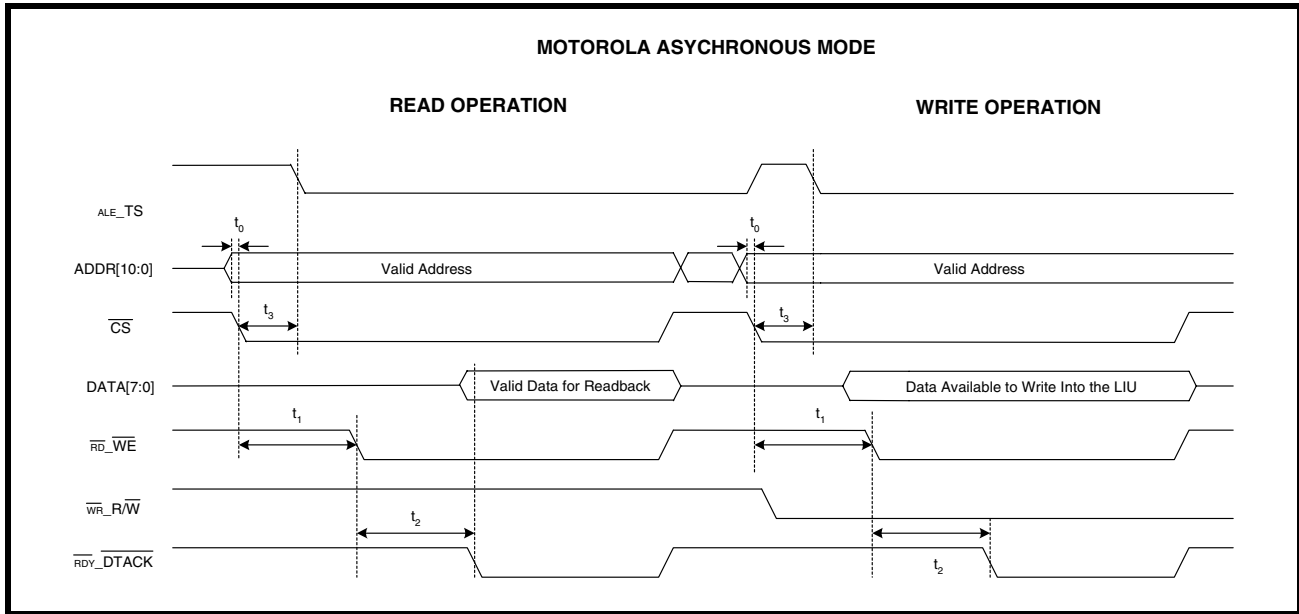 MOTOROLA ASYCHRONOUS MODE
READ OPERATION
WRITE OPERATION
ALE_TS
t0
t0
ADDR[10:0]
Valid Address
Valid Address
CS
t3
t3
DATA[7:0]
Valid Data for Readback
Data Available to Write Into the LIU
t1
t1
RD_WE
WR_R/W
t2
RDY_DTACK
t2